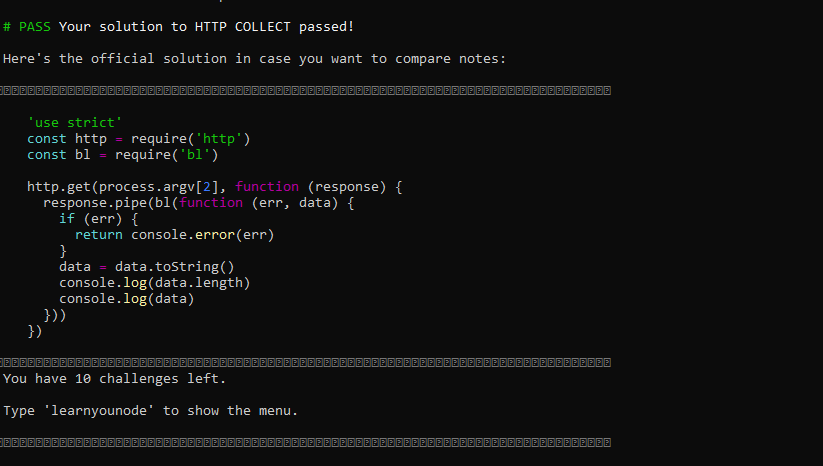 # PASS Your solution to HTTP COLLECT passed!
Here's the official solution in case you want to compare notes:
'use strict'
const http = require('http')
const bl = require('bl')
http.get(process.argv[2], function (response) {
response.pipe(bl(function (err, data) {
if (err) {
return console.error(err)
}
data = data.toString()
console.log(data.length)
console.log(data)
}))
})
You have 10 challenges left.
Type 'learnyounode' to show the menu.